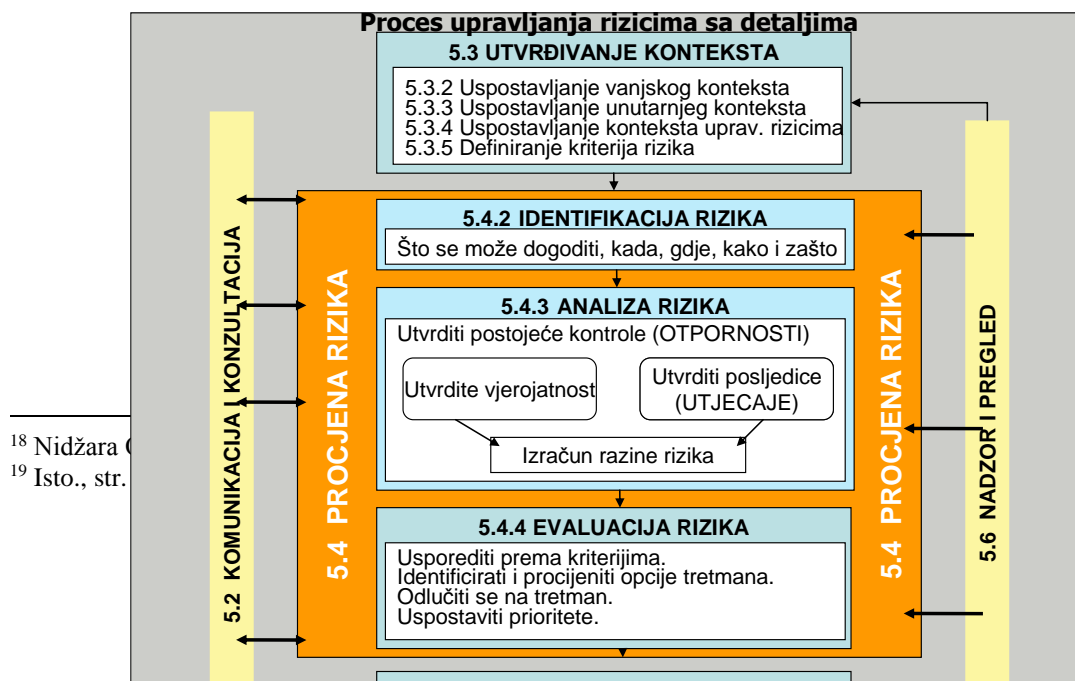 Proces upravljanja rizicima sa detaljima
5.3 UTVRĐIVANJE KONTEKSTA
5.3.2 Uspostavljanje vanjskog konteksta
5.3.3 Uspostavljanje unutarnjeg konteksta
5.3.4 Uspostavljanje konteksta uprav. rizicima
5.3.5 Definiranje kriterija rizika
5.2 KOMUNIKACIJA I KONZULTACIJA
5.4 PROCJENA RIZIKA
5.4.2 IDENTIFIKACIJA RIZIKA
Što se može dogoditi, kada, gdje, kako i zašto
5.4.3 ANALIZA RIZIKA
Utvrditi postojeće kontrole (OTPORNOSTI)
Utvrdite vjerojatnost
Utvrditi posljedice
(UTJECAJE)
Izračun razine rizika
5.4.4 EVALUACIJA RIZIKA
Usporediti prema kriterijima.
Identificirati i procijeniti opcije tretmana.
Odlučiti se na tretman.
Uspostaviti prioritete.
5.4 PROCJENA RIZIKA
5.6 NADZOR I PREGLED
18 Nidžara
19 Isto., str.